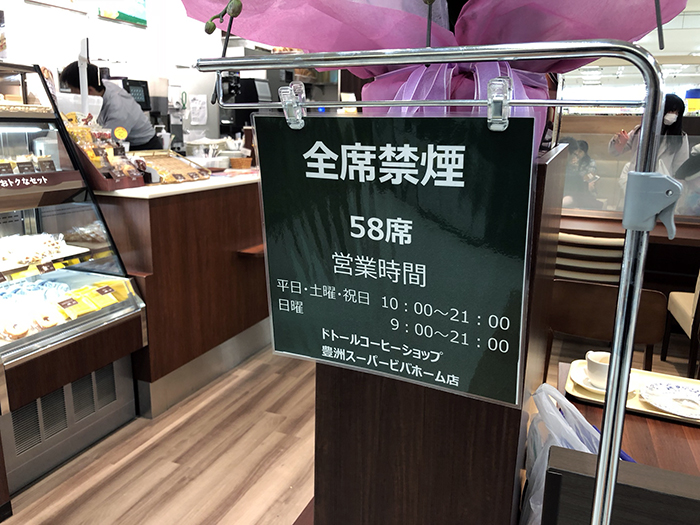 全席禁煙
58席
営業時間
平日・土曜・祝日 10：00～21：00
日曜 9：00～21：00
ドトールコーヒーショップ
豊洲スーパービバホーム店
おトクなセット